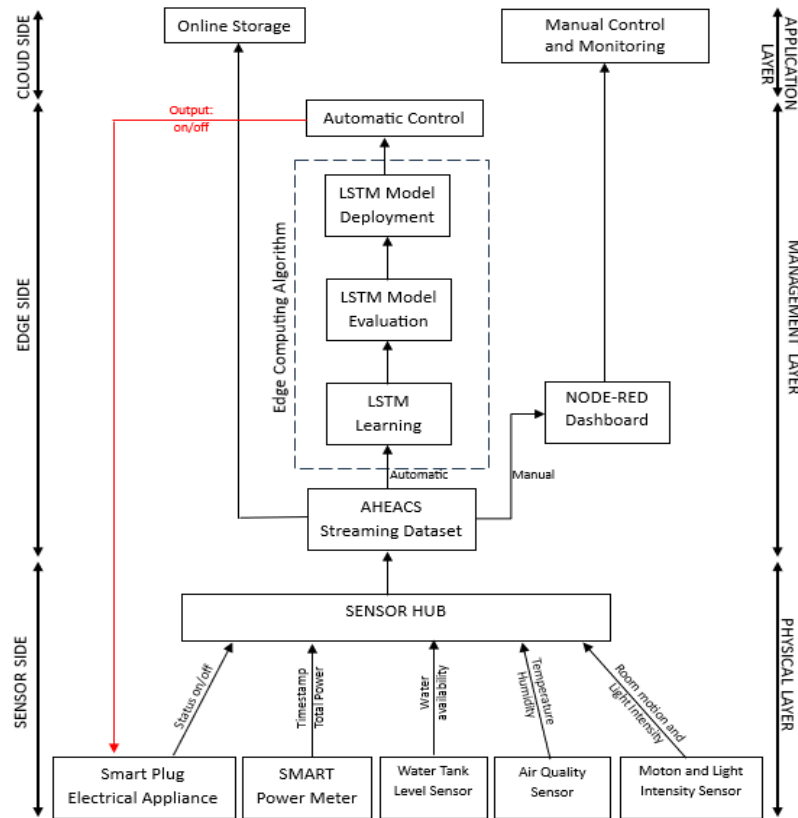 CLOUD SIDE
Online Storage
Manual Control
and Monitoring
APPLICATION
LAYER
Output:
on/off
Automatic Control
EDGE SIDE
Edge Computing Algorithm
LSTM Model
Deployment
LSTM Model
Evaluation
LSTM
Learning
NODE-RED
Dashboard
MANAGEMENT LAYER
Automatic
Manual
AHEACS
Streaming Dataset
SENSOR SIDE
SENSOR HUB
PHYSICAL LAYER
Status on/off
Timestamp
Total Power
Water
availability
Temperature
Humidity
Room motion and
Light Intensity
Smart Plug
Electrical Appliance
SMART
Power Meter
Water Tank
Level Sensor
Air Quality
Sensor
Moton and Light
Intensity Sensor